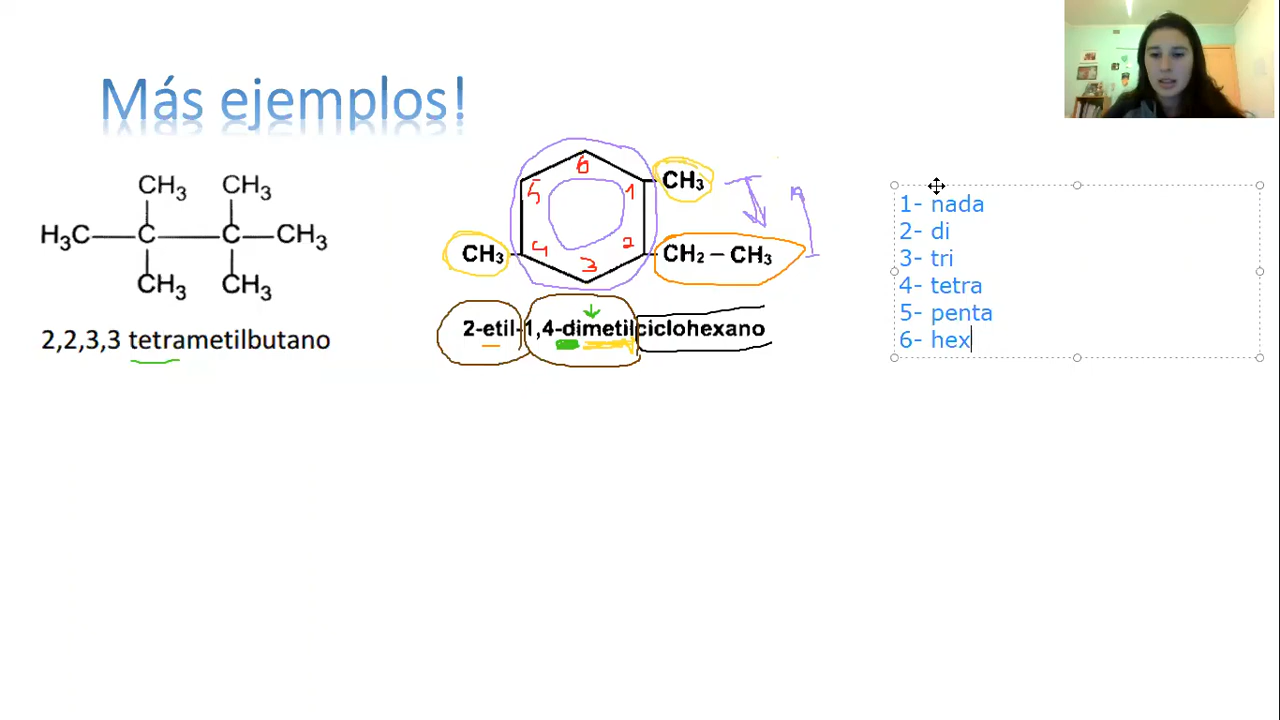 Más ejemplos!
CH3 CH3
H3C C C CH3
CH3 CH3
2,2,3,3 tetrametilbutano
6
5 1 CH3
CH3 4 2 CH2 – CH3
3
2-etil-1,4-dimetilciclohexano
1- nada
2- di
3- tri
4- tetra
5- penta
6- hex